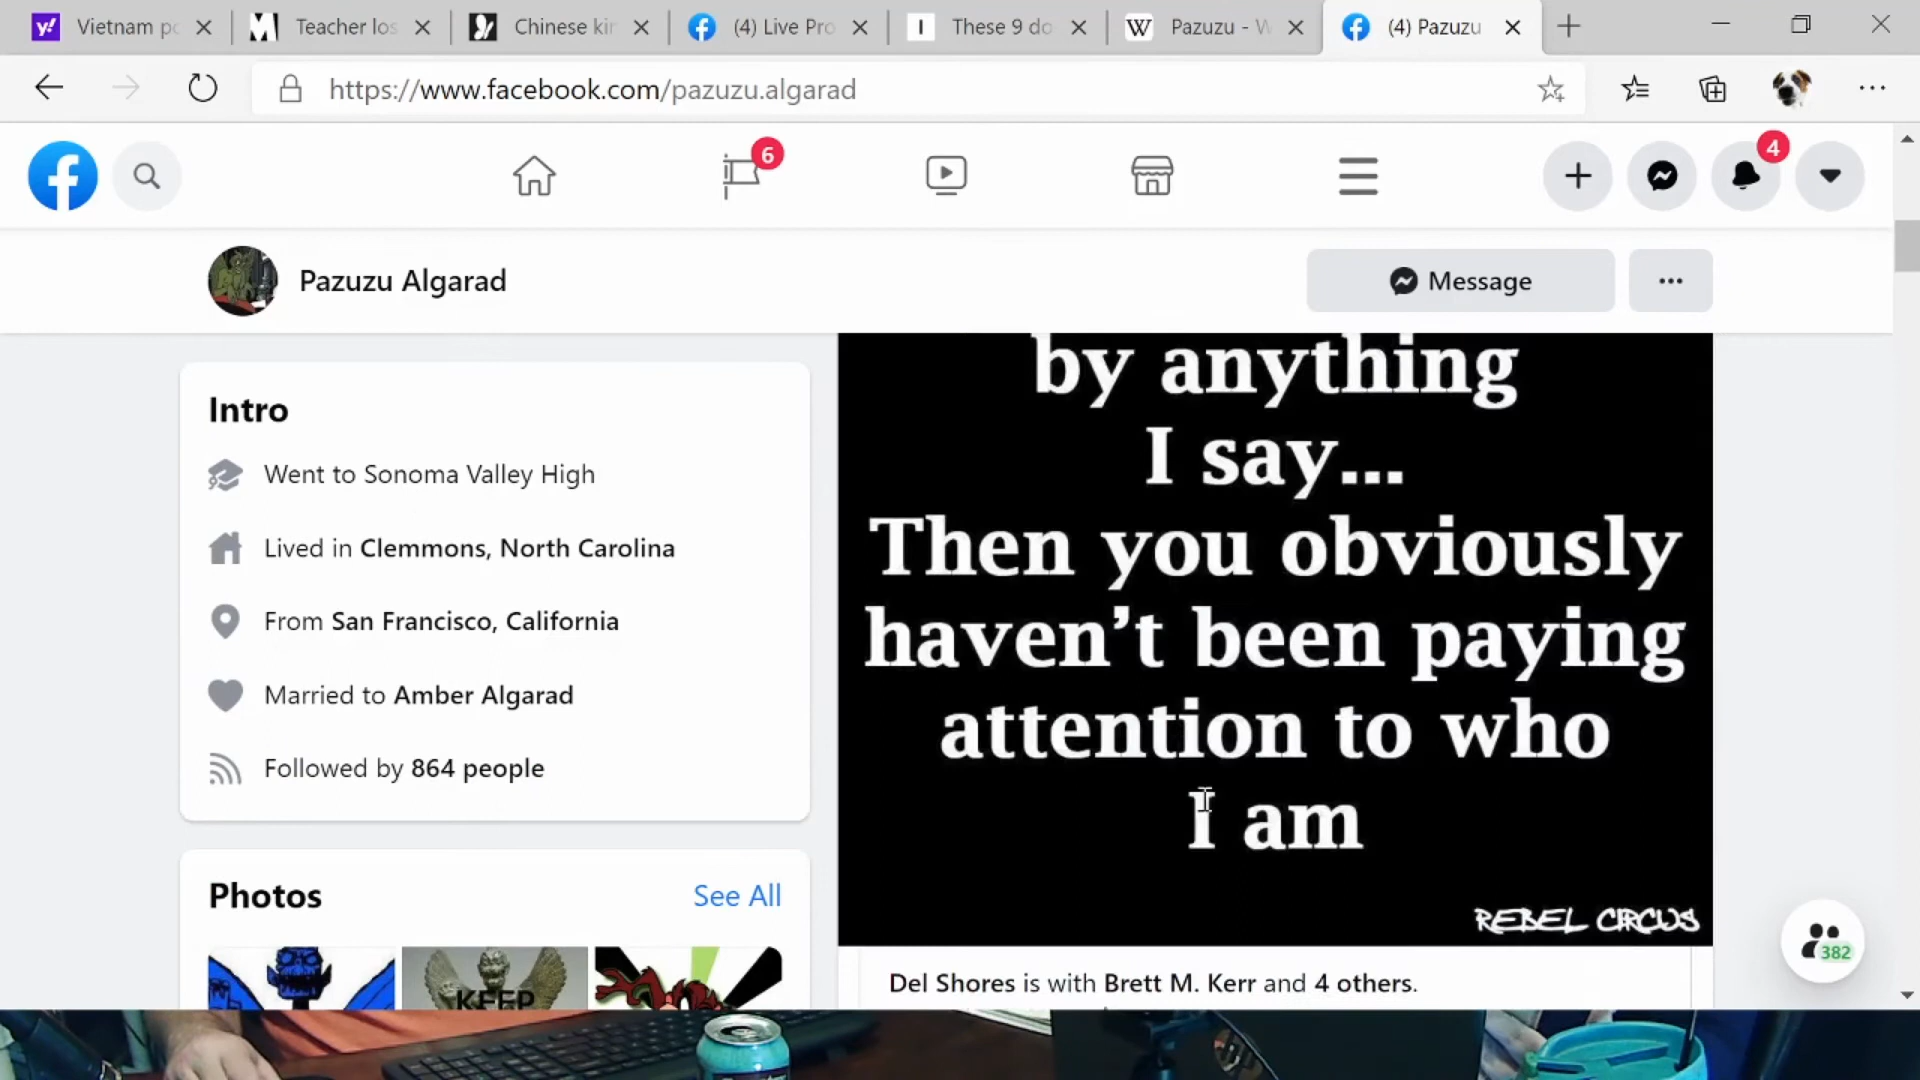 Vietnam po
Teacher los
Chinese kin
(4) Live Pro
These 9 do
Pazuzu - W
(4) Pazuzu
https://www.facebook.com/pazuzu.algarad
6
4
Pazuzu Algarad
Message
Intro
Went to Sonoma Valley High
Lived in Clemmons, North Carolina
From San Francisco, California
Married to Amber Algarad
Followed by 864 people
Photos
See All
KEEP
by anything
I say...
Then you obviously
haven't been paying
attention to who
I am
REBEL CIRCUS
Del Shores is with Brett M. Kerr and 4 others.
382